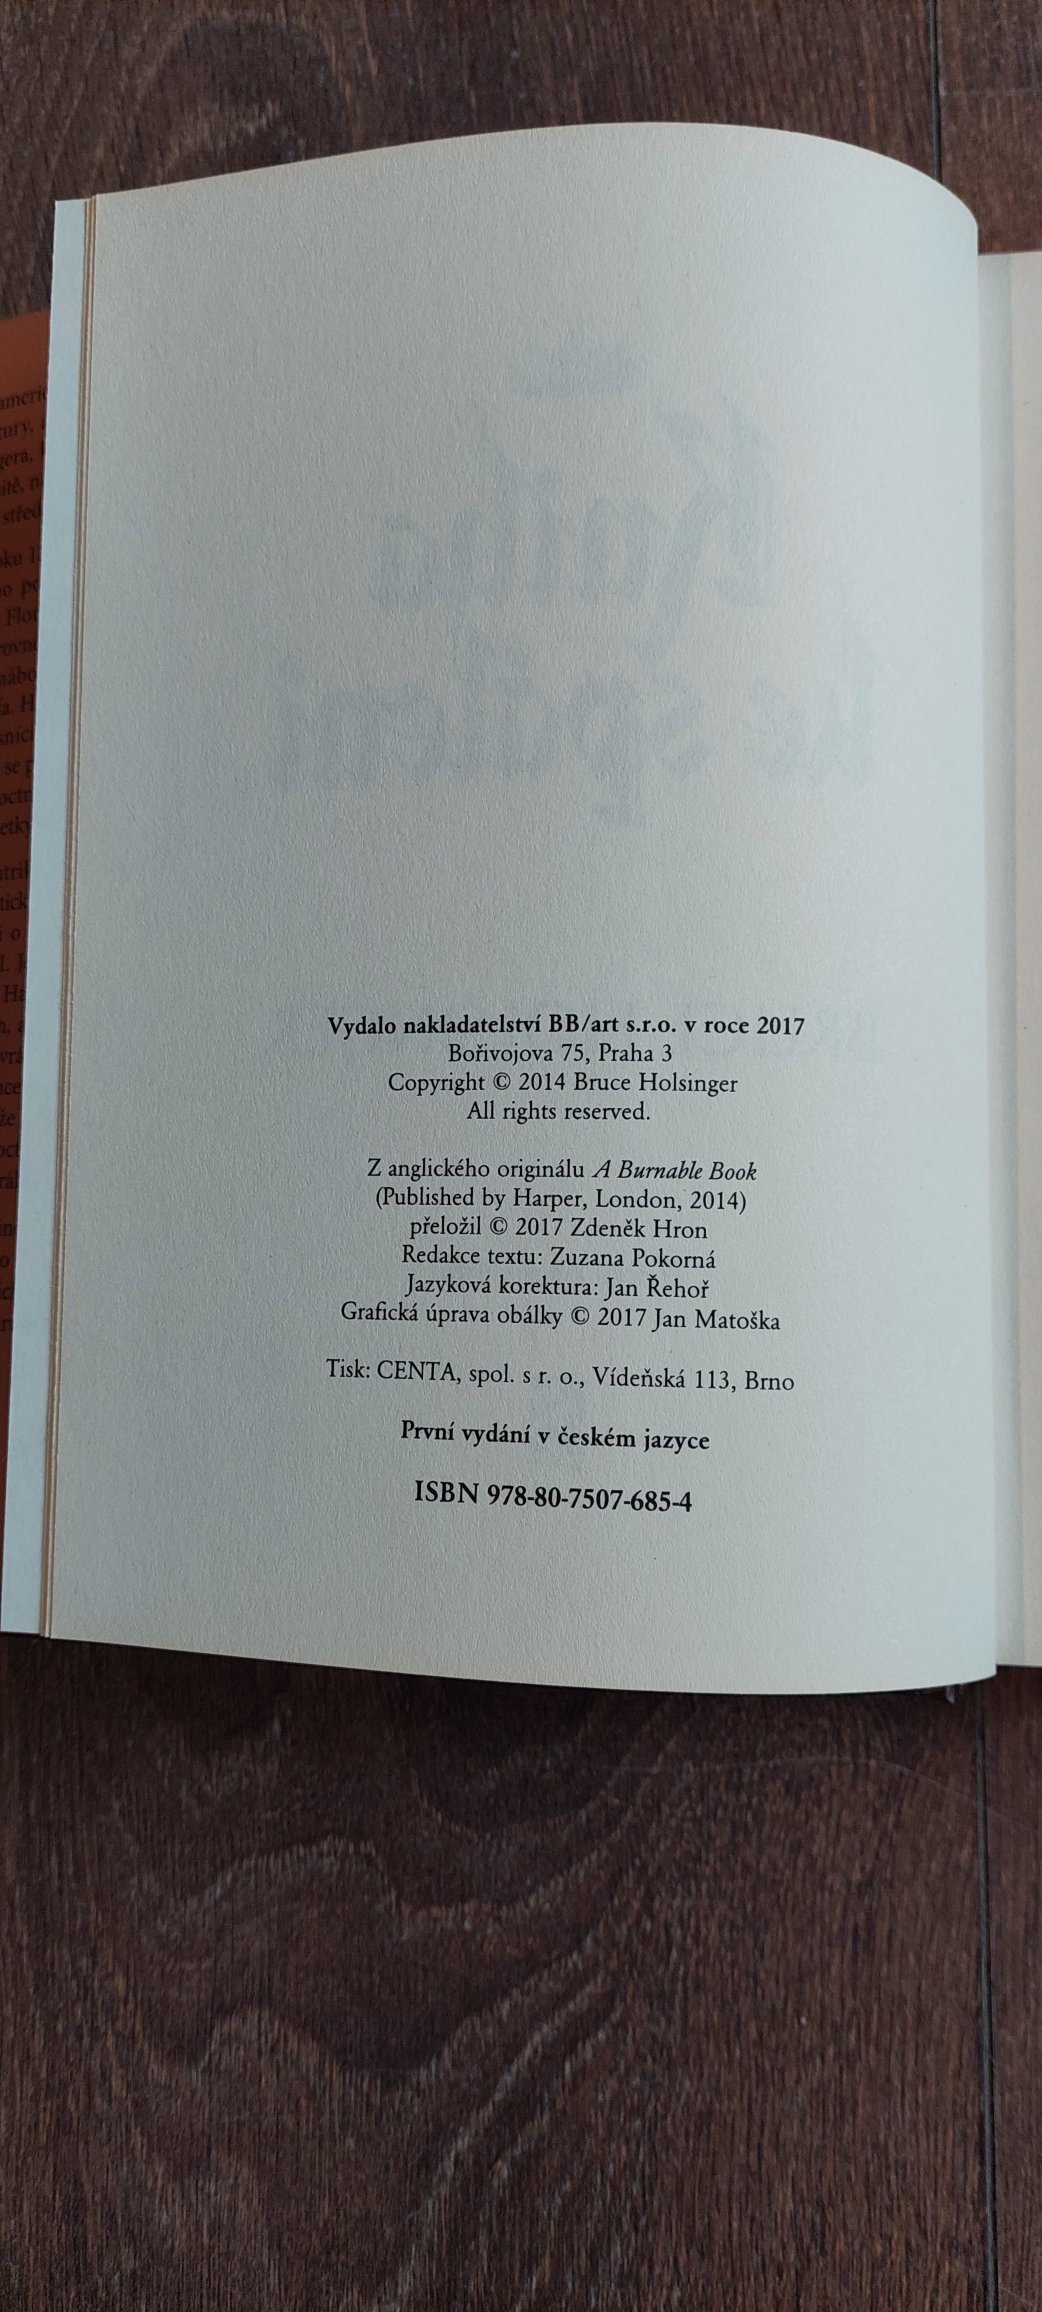 Vydalo nakladatelství BB/art s.r.o. v roce 2017
Bořivojova 75, Praha 3
Copyright © 2014 Bruce Holsinger
All rights reserved.
Z anglického originálu A Burnable Book
(Published by Harper, London, 2014)
přeložil © 2017 Zdeněk Hron
Redakce textu: Zuzana Pokorná
Jazyková korektura: Jan Řehoř
Grafická úprava obálky © 2017 Jan Matoška
Tisk: CENTA, spol. s r. o., Vídeňská 113, Brno
První vydání v českém jazyce
ISBN 978-80-7507-685-4